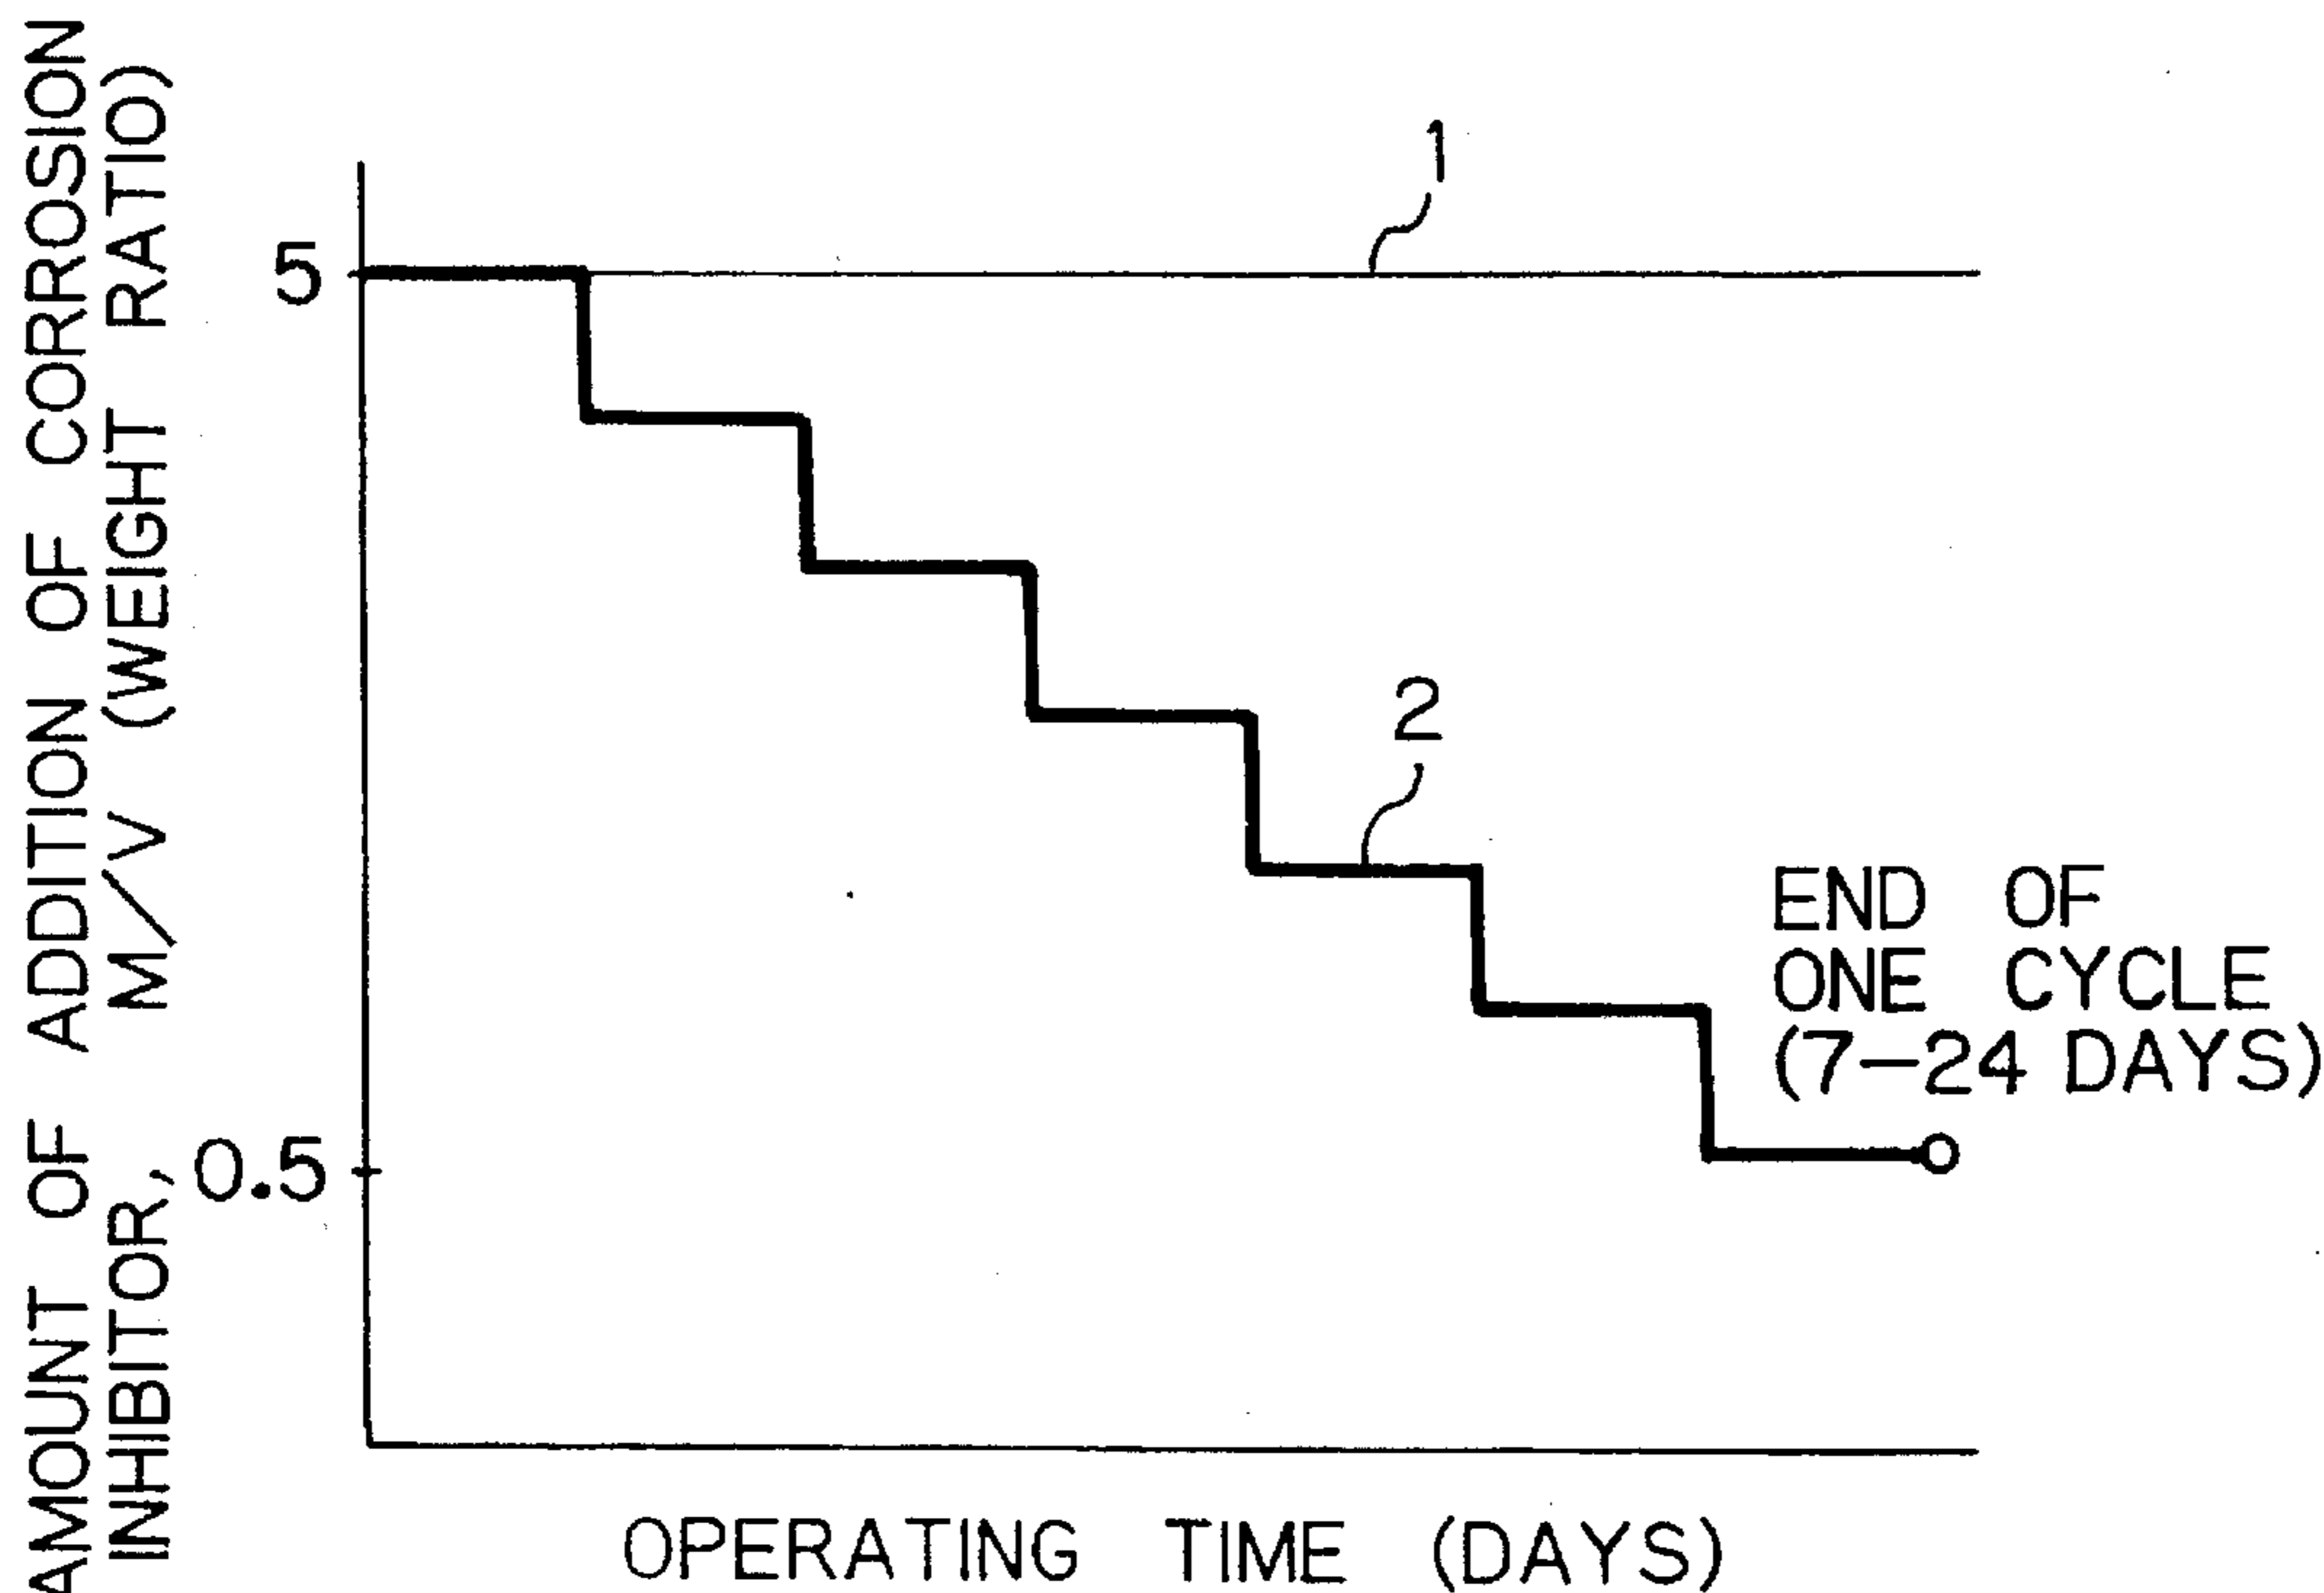 AMOUNT OF ADDITION OF CORROSION
INHIBITOR, M/V (WEIGHT RATIO)
5
1
2
END OF
ONE CYCLE
(7-24 DAYS)
0.5
OPERATING TIME (DAYS)